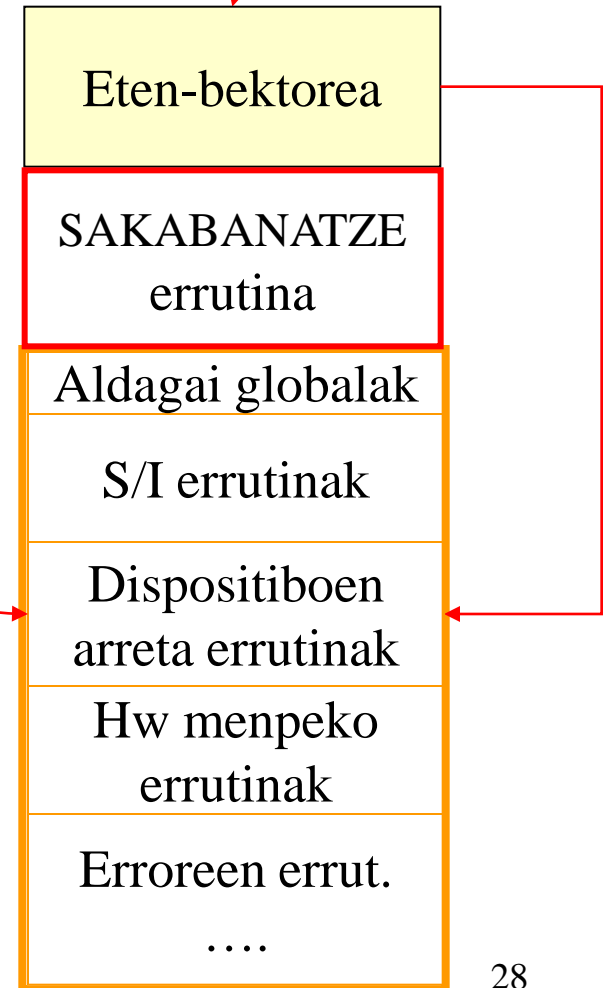 Eten-bektorea
SAKABANATZE
errutina
Aldagai globalak
S/I errutinak
Dispositiboen
arreta errutinak
Hw menpeko
errutinak
Erroreen errut.
….
28